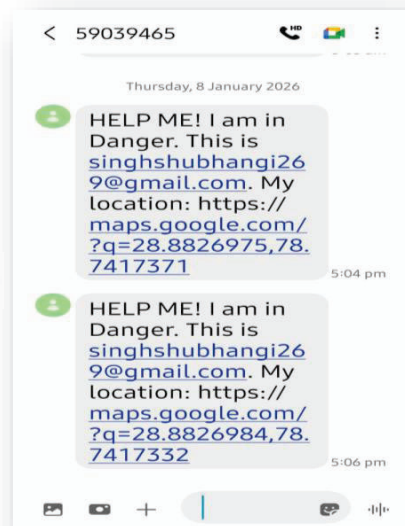 59039465
HD
Thursday, 8 January 2026
HELP ME! I am in
Danger. This is
singhshubhangi26
9@gmail.com. My
location: https://
maps.google.com/
?q=28.8826975,78.
7417371
5:04 pm
HELP ME! I am in
Danger. This is
singhshubhangi26
9@gmail.com. My
location: https://
maps.google.com/
?q=28.8826984,78.
7417332
5:06 pm